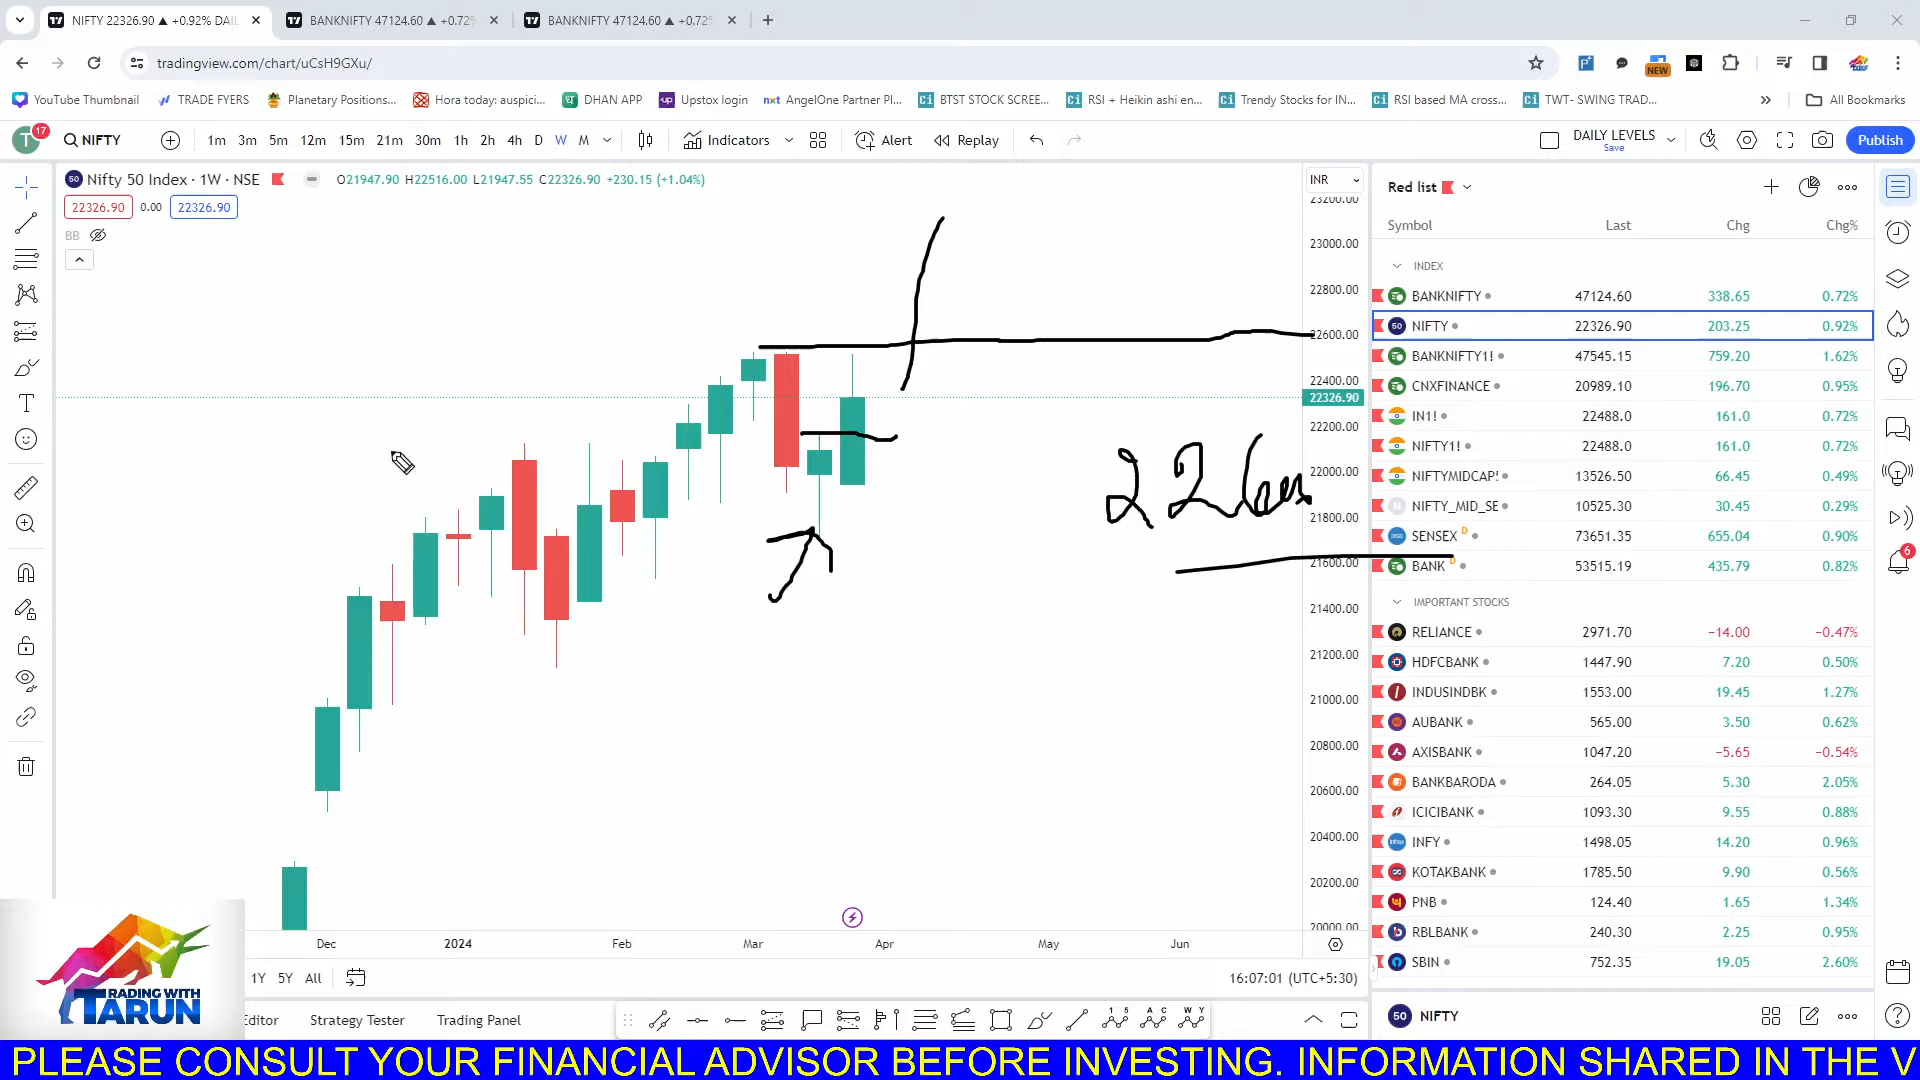 NIFTY 22326.90 ▲ +0.92% DAIL
BANKNIFTY 47124.60 ▲ +0.72%
BANKNIFTY 47124.60 ▲ +0.72%
tradingview.com/chart/uCsH9GXu/
NEW
YouTube Thumbnail
TRADE FYERS
Planetary Positions...
Hora today: auspici...
DHAN APP
Upstox login
AngelOne Partner Pl...
BTST STOCK SCREE...
RSI + Heikin ashi en...
Trendy Stocks for IN...
RSI based MA cross...
TWT- SWING TRAD...
All Bookmarks
T 17 NIFTY 1m 3m 5m 12m 15m 21m 30m 1h 2h 4h D W M Indicators Alert Replay DAILY LEVELS Save Publish
Nifty 50 Index · 1W · NSE O21947.90 H22516.00 L21947.55 C22326.90 +230.15 (+1.04%)
22326.90 0.00 22326.90
BB
INR
23200.00
23000.00
22800.00
22600.00
22400.00
22326.90
22200.00
22000.00
21800.00
21600.00
21400.00
21200.00
21000.00
20800.00
20600.00
20400.00
20200.00
20000.00
Dec 2024 Feb Mar Apr May Jun
1Y 5Y All
16:07:01 (UTC+5:30)
Editor Strategy Tester Trading Panel
Red list
Symbol Last Chg Chg%
INDEX
BANKNIFTY 47124.60 338.65 0.72%
NIFTY 22326.90 203.25 0.92%
BANKNIFTY1! 47545.15 759.20 1.62%
CNXFINANCE 20989.10 196.70 0.95%
IN1! 22488.0 161.0 0.72%
NIFTY1! 22488.0 161.0 0.72%
NIFTYMIDCAP! 13526.50 66.45 0.49%
NIFTY_MID_SE 10525.30 30.45 0.29%
SENSEX D 73651.35 655.04 0.90%
BANK D 53515.19 435.79 0.82%
IMPORTANT STOCKS
RELIANCE 2971.70 −14.00 −0.47%
HDFCBANK 1447.90 7.20 0.50%
INDUSINDBK 1553.00 19.45 1.27%
AUBANK 565.00 3.50 0.62%
AXISBANK 1047.20 −5.65 −0.54%
BANKBARODA 264.05 5.30 2.05%
ICICIBANK 1093.30 9.55 0.88%
INFY 1498.05 14.20 0.96%
KOTAKBANK 1785.50 9.90 0.56%
PNB 124.40 1.65 1.34%
RBLBANK 240.30 2.25 0.95%
SBIN 752.35 19.05 2.60%
50 NIFTY
6
TRADING WITH
TARUN
PLEASE CONSULT YOUR FINANCIAL ADVISOR BEFORE INVESTING. INFORMATION SHARED IN THE V